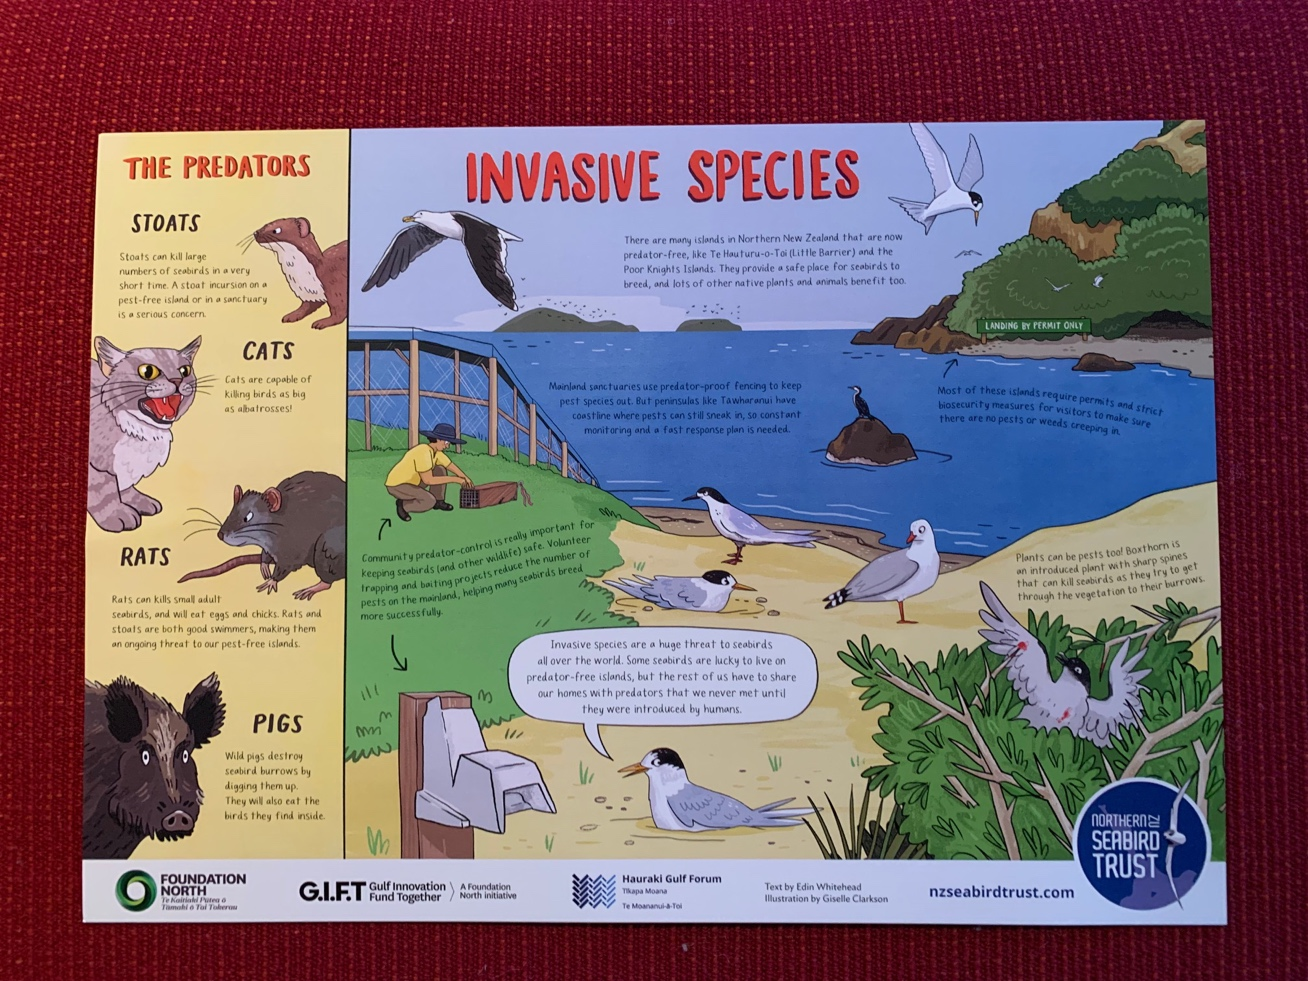 THE PREDATORS
STOATS
Stoats can kill large
numbers of seabirds in a very
short time. A stoat incursion on a
pest-free island or in a sanctuary
is a serious concern.
CATS
Cats are capable of
killing birds as big
as albatrosses!
RATS
Rats can kills small adult
seabirds, and will eat eggs and chicks. Rats and
stoats are both good swimmers, making them
an ongoing threat to our pest-free islands.
PIGS
Wild pigs destroy
seabird burrows by
digging them up.
They will also eat the
birds they find inside.
INVASIVE SPECIES
There are many islands in Northern New Zealand that are now
predator-free, like Te Hauturu-o-Toi (Little Barrier) and the
Poor Knights Islands. They provide a safe place for seabirds to
breed, and lots of other native plants and animals benefit too.
LANDING BY PERMIT ONLY
Mainland sanctuaries use predator-proof fencing to keep
pest species out. But peninsulas like Tāwharanui have
coastline where pests can still sneak in, so constant
monitoring and a fast response plan is needed.
Most of these islands require permits and strict
biosecurity measures for visitors to make sure
there are no pests or weeds creeping in.
Community predator-control is really important for
keeping seabirds (and other wildlife) safe. Volunteer
trapping and baiting projects reduce the number of
pests on the mainland, helping many seabirds breed
more successfully.
Plants can be pests too! Boxthorn is
an introduced plant with sharp spines
that can kill seabirds as they try to get
through the vegetation to their burrows.
Invasive species are a huge threat to seabirds
all over the world. Some seabirds are lucky to live on
predator-free islands, but the rest of us have to share
our homes with predators that we never met until
they were introduced by humans.
FOUNDATION
NORTH
Te Kaitiaki Pūtea o
Tāmaki o Tai Tokerau
G.I.F.T
Gulf Innovation
Fund Together
A Foundation
North initiative
Hauraki Gulf Forum
Tīkapa Moana
Te Moananui-ā-Toi
Text by Edin Whitehead
Illustration by Giselle Clarkson
nzseabirdtrust.com
NORTHERN NZ
SEABIRD
TRUST